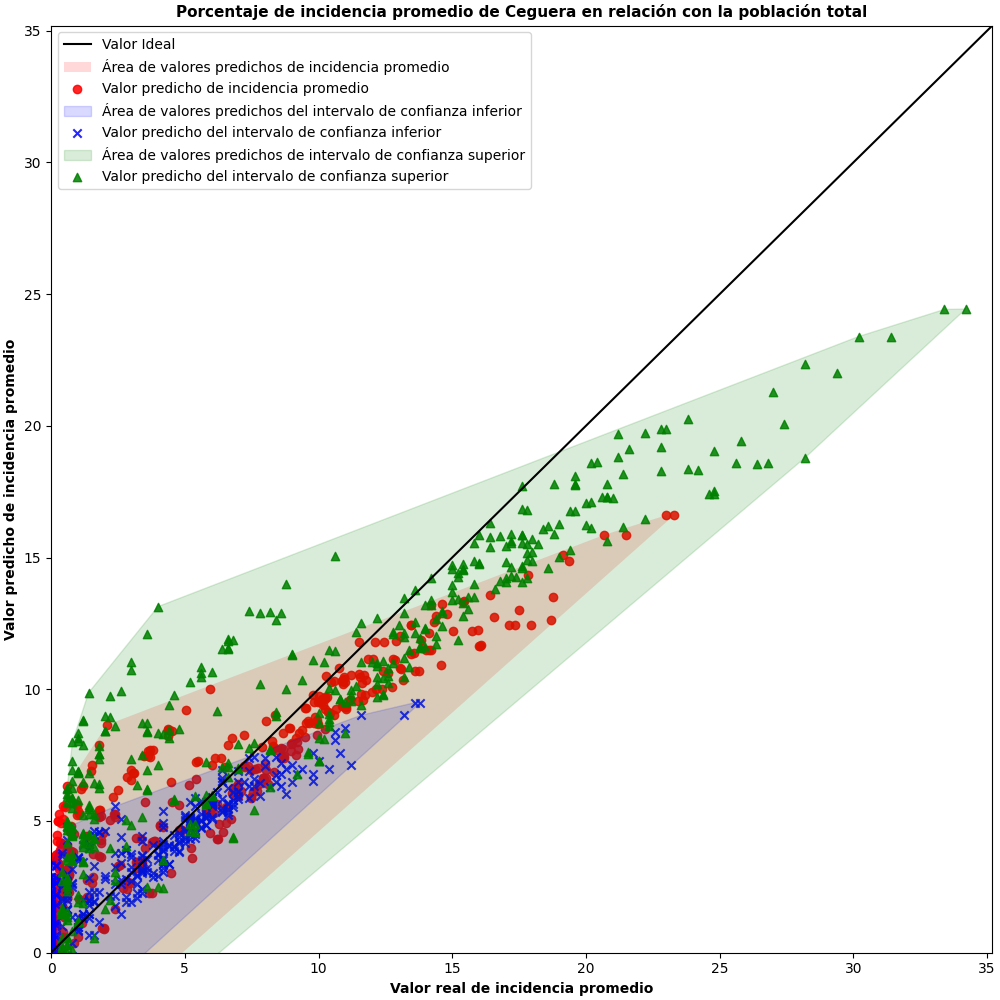 Porcentaje de incidencia promedio de Ceguera en relación con la población total
Valor predicho de incidencia promedio
35
30
25
20
15
10
5
0
Valor Ideal
Área de valores predichos de incidencia promedio
Valor predicho de incidencia promedio
Área de valores predichos del intervalo de confianza inferior
Valor predicho del intervalo de confianza inferior
Área de valores predichos de intervalo de confianza superior
Valor predicho del intervalo de confianza superior
0 5 10 15 20 25 30 35
Valor real de incidencia promedio